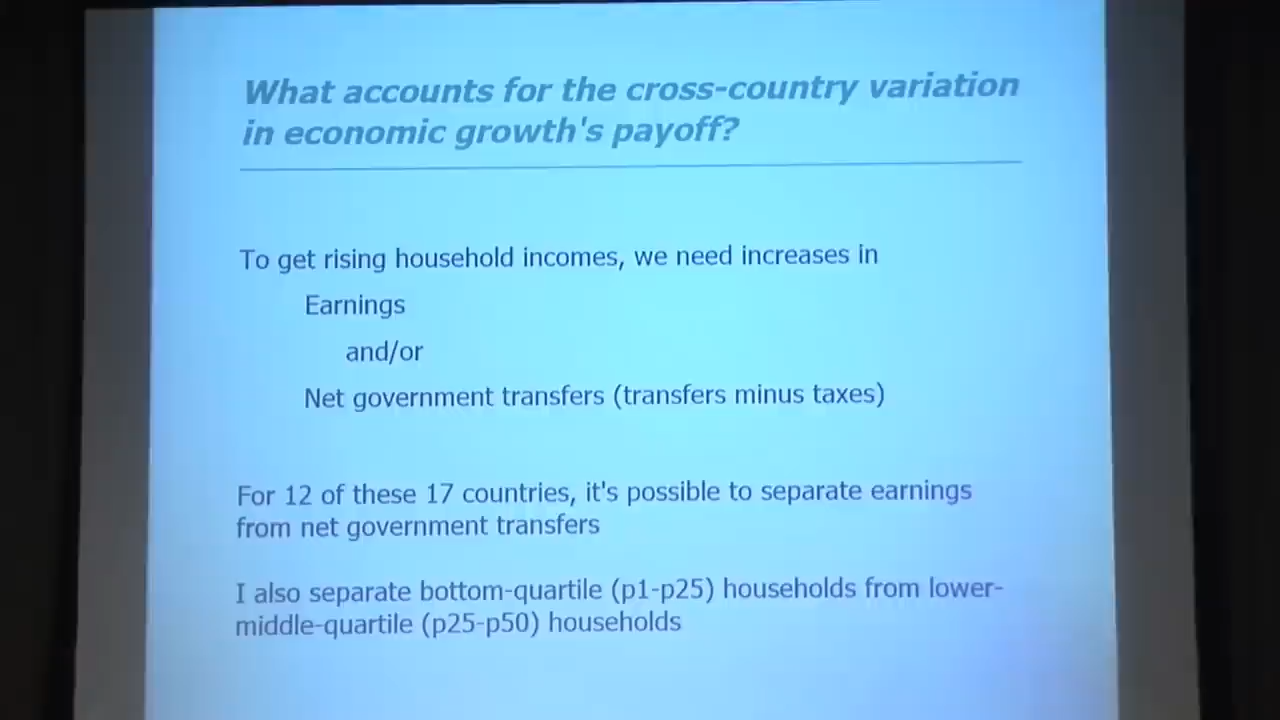 What accounts for the cross-country variation
in economic growth's payoff?
To get rising household incomes, we need increases in
Earnings
and/or
Net government transfers (transfers minus taxes)
For 12 of these 17 countries, it's possible to separate earnings
from net government transfers
I also separate bottom-quartile (p1-p25) households from lower-
middle-quartile (p25-p50) households